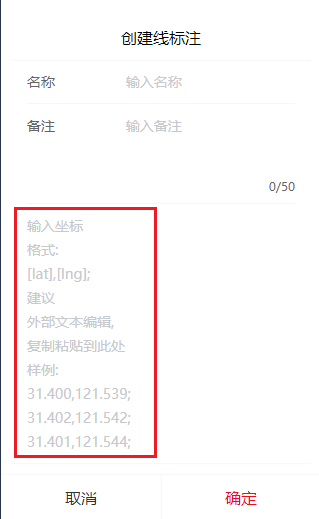 创建线标注
名称 输入名称
备注 输入备注
0/50
输入坐标
格式:
[lat],[lng];
建议
外部文本编辑,
复制粘贴到此处
样例:
31.400,121.539;
31.402,121.542;
31.401,121.544;
取消 确定